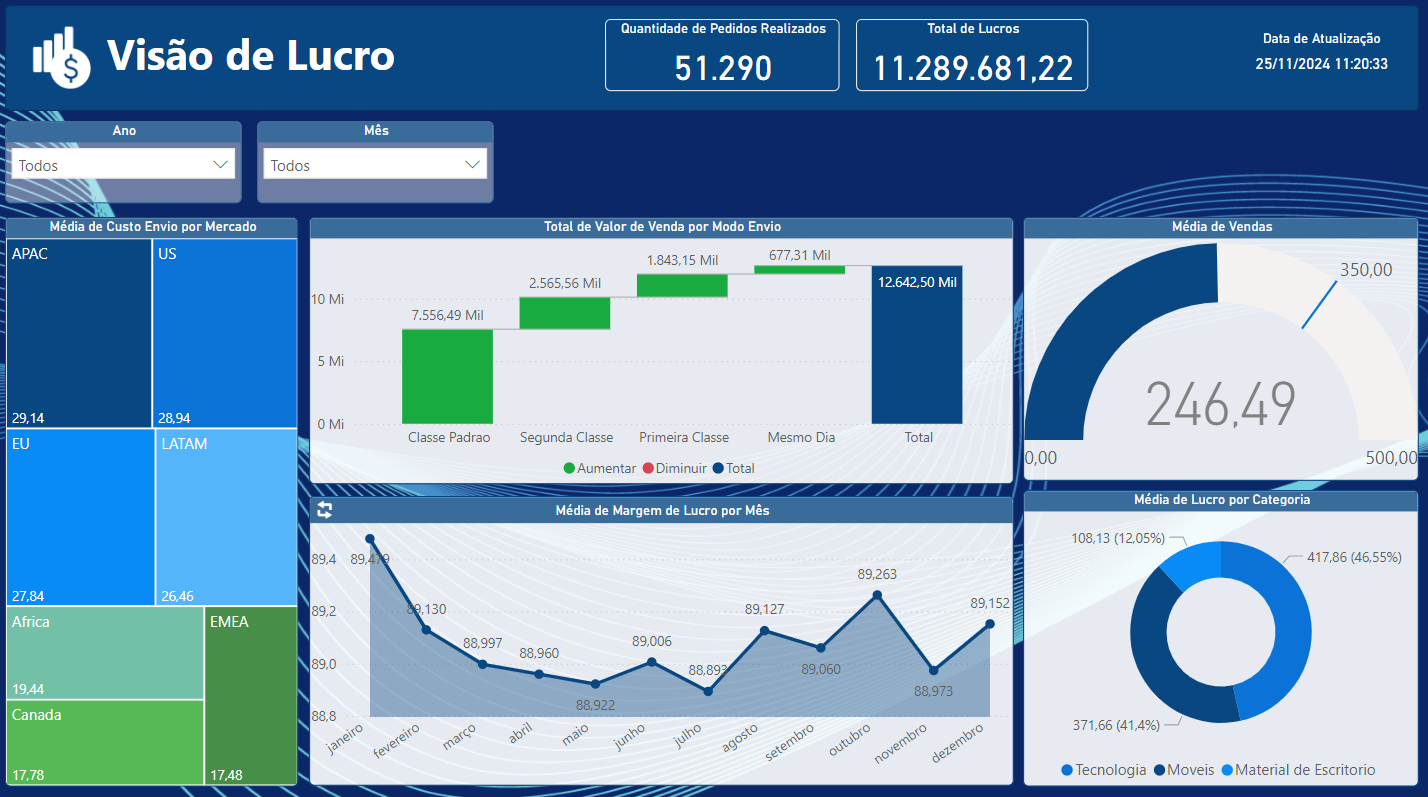 Visão de Lucro
Quantidade de Pedidos Realizados
51.290
Total de Lucros
11.289.681,22
Data de Atualização
25/11/2024 11:20:33
Ano
Todos
Mês
Todos
Média de Custo Envio por Mercado
APAC
29,14
US
28,94
EU
27,84
LATAM
26,46
Africa
19,44
EMEA
17,48
Canada
17,78
Total de Valor de Venda por Modo Envio
10 Mi
5 Mi
0 Mi
7.556,49 Mil
2.565,56 Mil
1.843,15 Mil
677,31 Mil
12.642,50 Mil
Classe Padrao
Segunda Classe
Primeira Classe
Mesmo Dia
Total
Aumentar Diminuir Total
Média de Margem de Lucro por Mês
89,4
89,2
89,0
88,8
89,479
89,130
88,997
88,960
88,922
89,006
88,893
89,127
89,060
89,263
88,973
89,152
janeiro
fevereiro
março
abril
maio
junho
julho
agosto
setembro
outubro
novembro
dezembro
Média de Vendas
350,00
246,49
0,00
500,00
Média de Lucro por Categoria
108,13 (12,05%)
417,86 (46,55%)
371,66 (41,4%)
Tecnologia Moveis Material de Escritorio